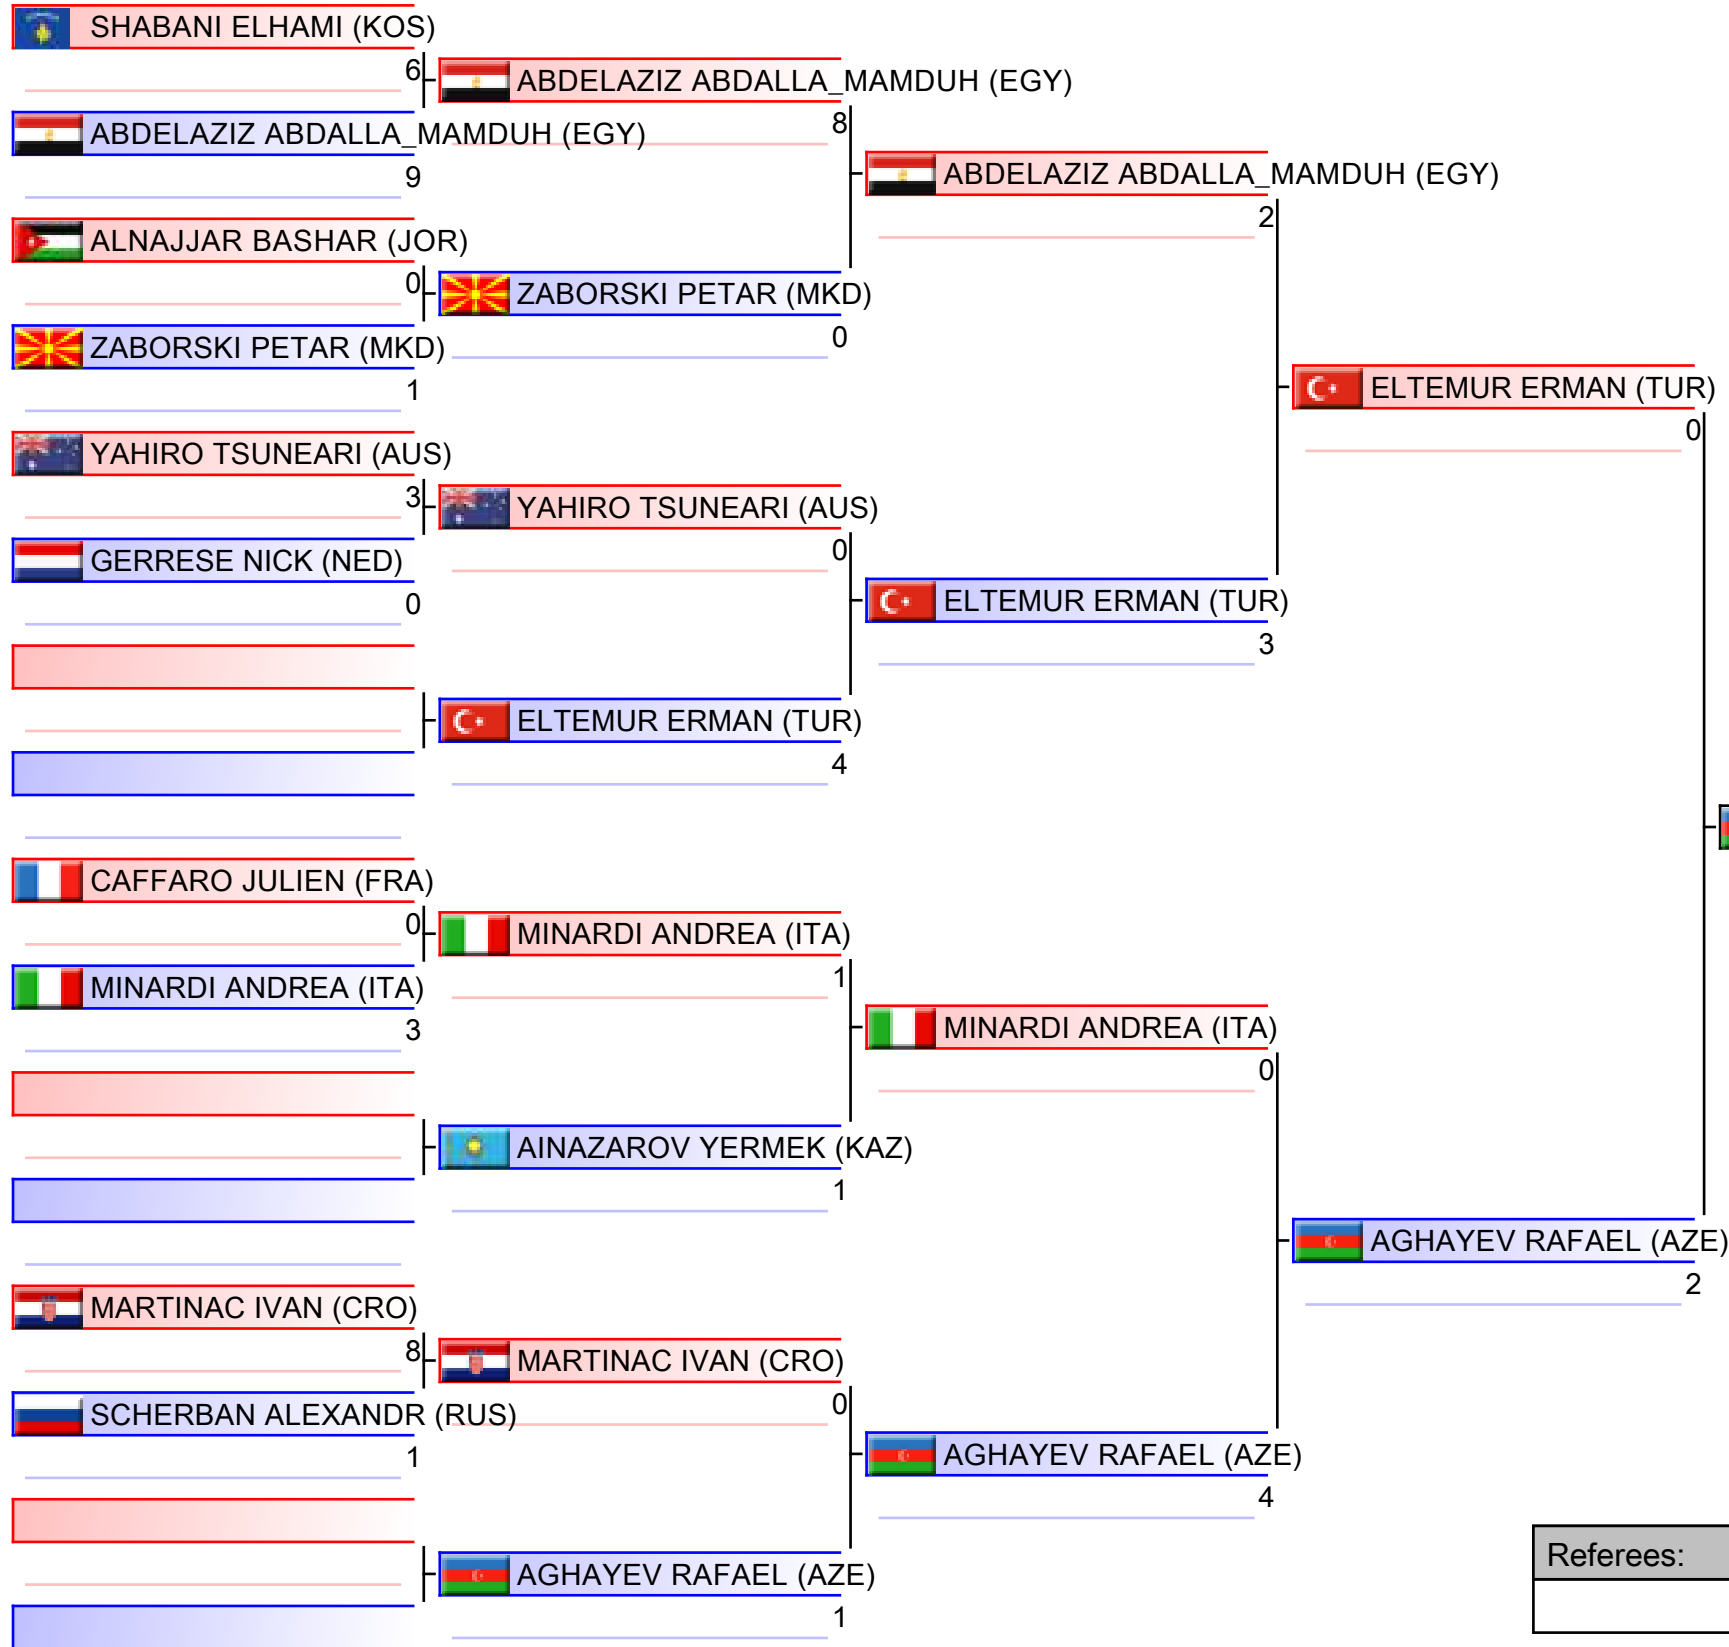 SHABANI ELHAMI (KOS)
6
ABDELAZIZ ABDALLA_MAMDUH (EGY)
ABDELAZIZ ABDALLA_MAMDUH (EGY)
8
9
ABDELAZIZ ABDALLA_MAMDUH (EGY)
2
ALNAJJAR BASHAR (JOR)
0
ZABORSKI PETAR (MKD)
0
ZABORSKI PETAR (MKD)
1
ELTEMUR ERMAN (TUR)
0
YAHIRO TSUNEARI (AUS)
3
YAHIRO TSUNEARI (AUS)
0
GERRESE NICK (NED)
0
ELTEMUR ERMAN (TUR)
3
ELTEMUR ERMAN (TUR)
4
CAFFARO JULIEN (FRA)
0
MINARDI ANDREA (ITA)
1
MINARDI ANDREA (ITA)
3
MINARDI ANDREA (ITA)
0
AINAZAROV YERMEK (KAZ)
1
AGHAYEV RAFAEL (AZE)
2
MARTINAC IVAN (CRO)
8
MARTINAC IVAN (CRO)
0
SCHERBAN ALEXANDR (RUS)
1
AGHAYEV RAFAEL (AZE)
4
AGHAYEV RAFAEL (AZE)
1
Referees: